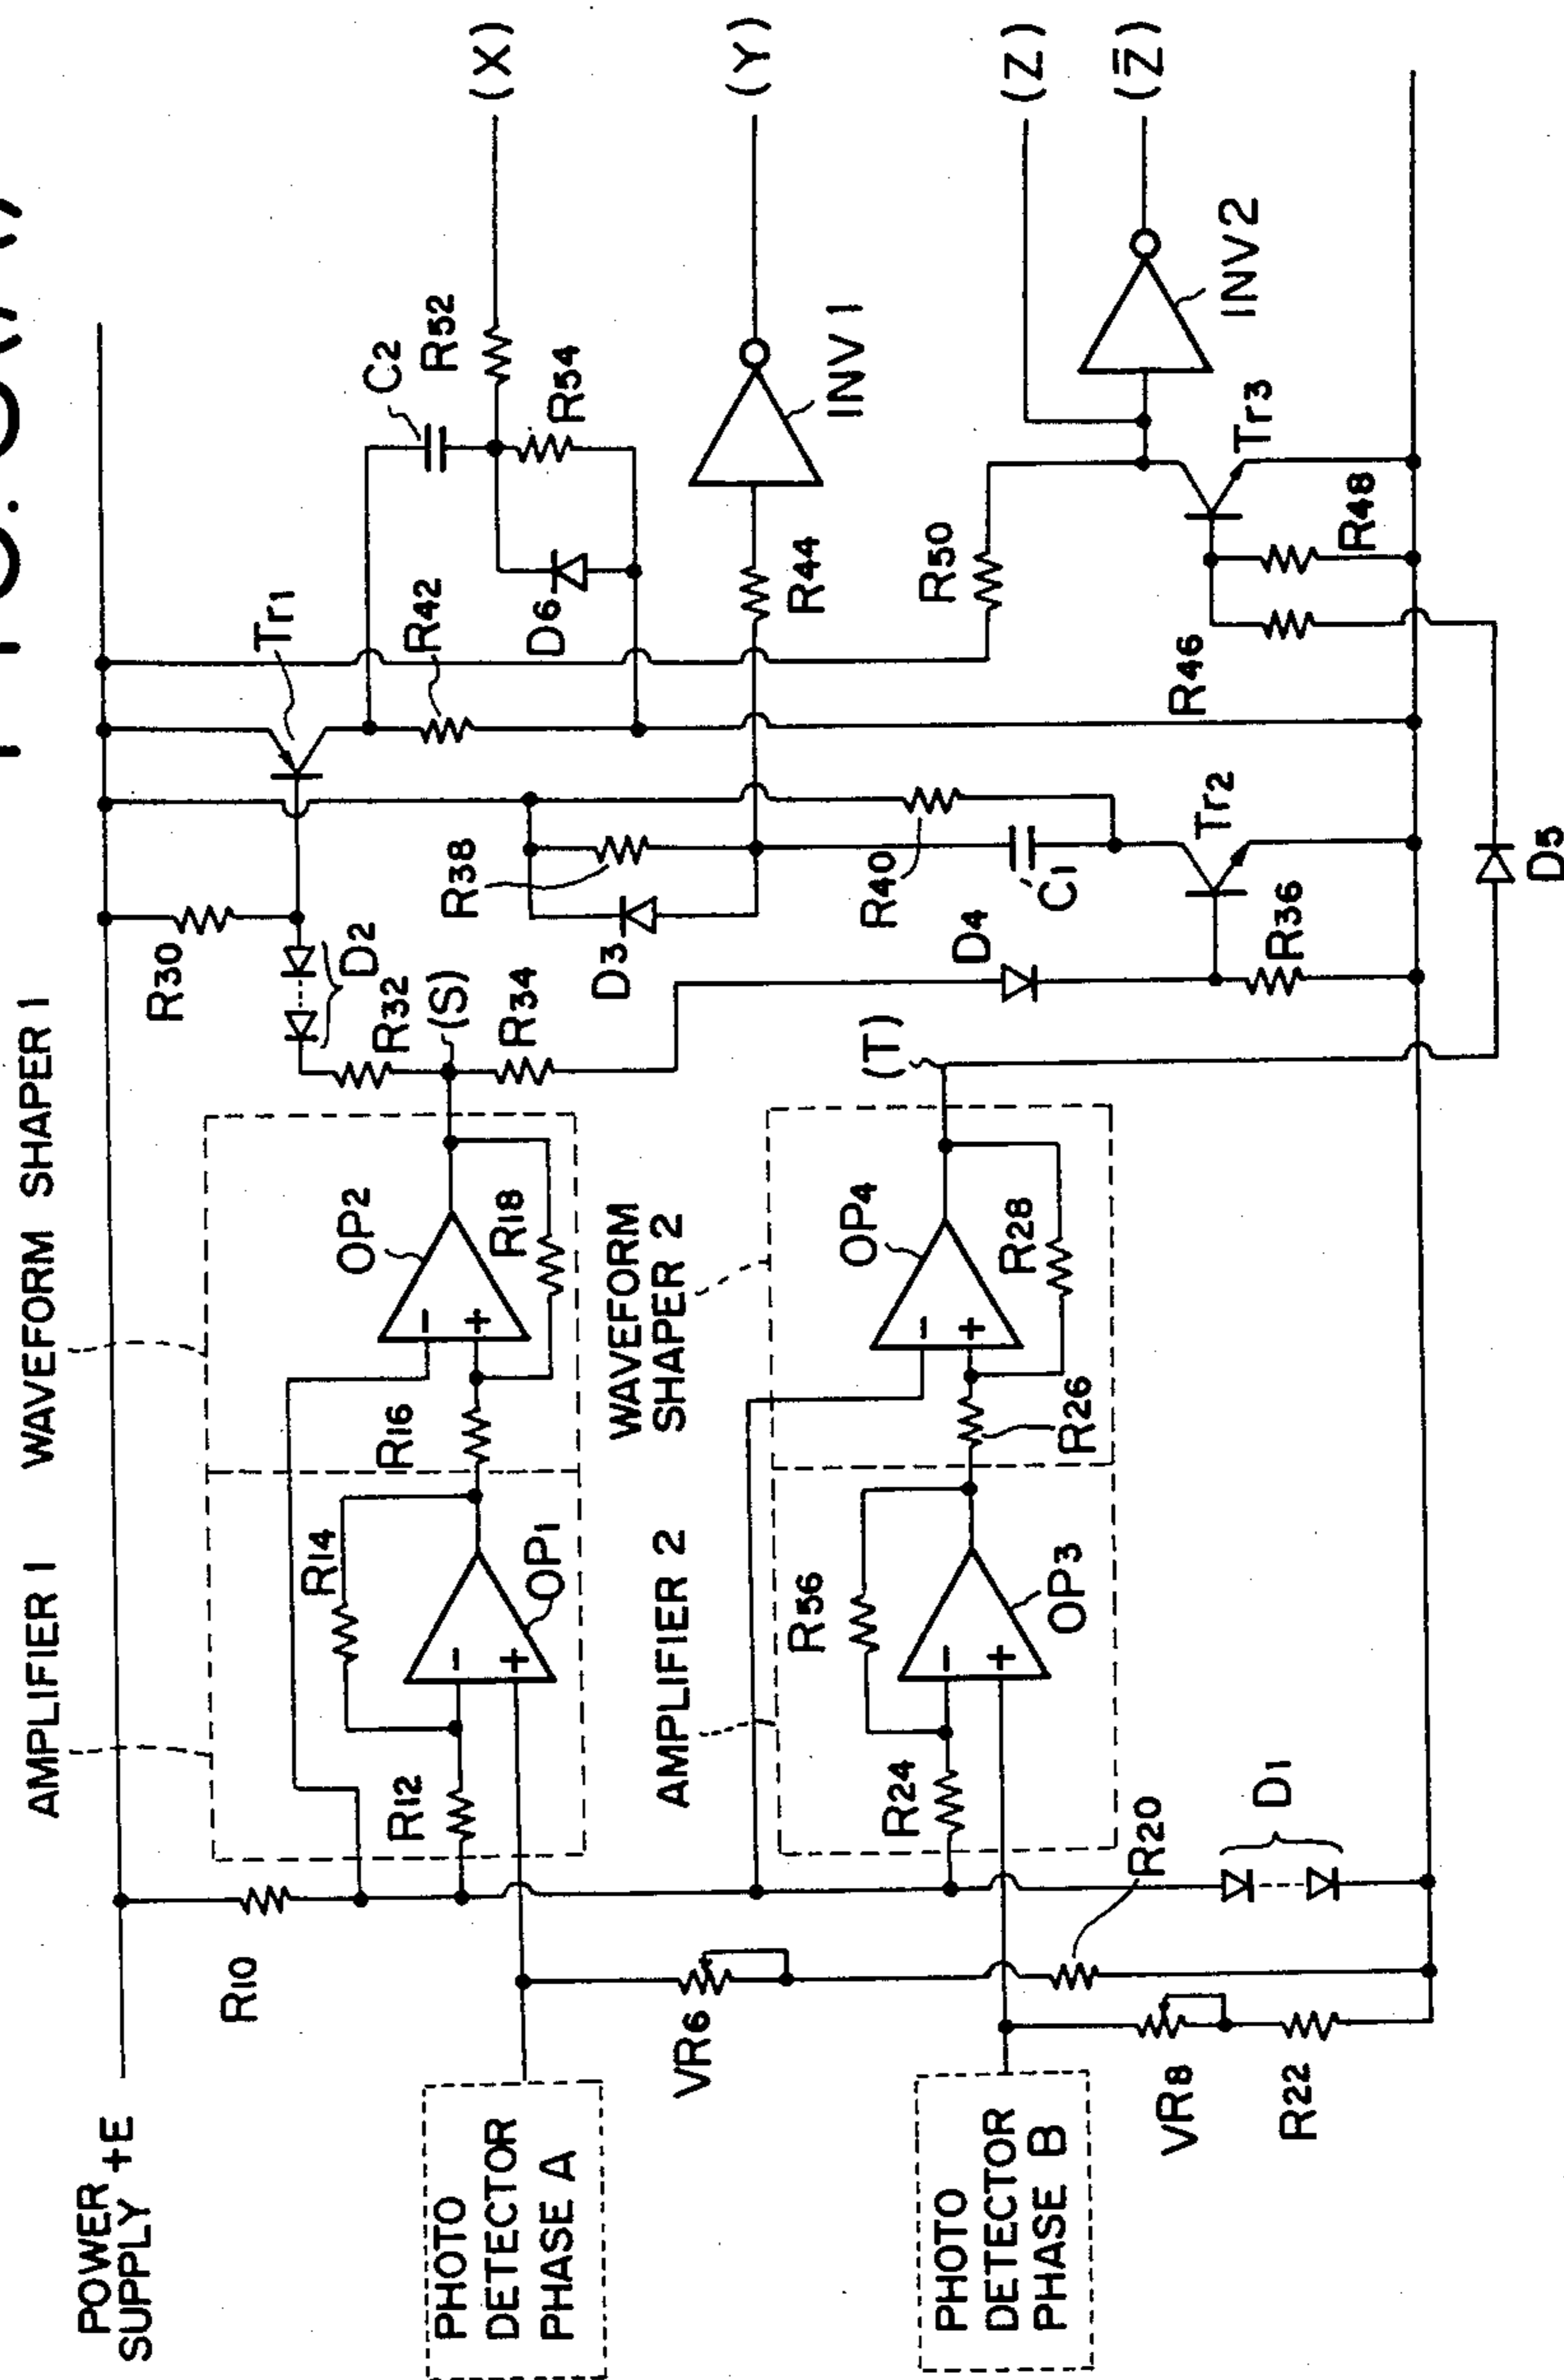 POWER
SUPPLY +E
AMPLIFIER 1
WAVEFORM SHAPER 1
R10
R12
R14
OP1
R16
OP2
R18
R30
D2
R32
(S)
R34
Tr1
R42
C2
R52
(X)
D6
R54
PHOTO
DETECTOR
PHASE A
VR6
AMPLIFIER 2
WAVEFORM
SHAPER 2
R38
D3
R44
INV1
(Y)
PHOTO
DETECTOR
PHASE B
VR8
R22
R20
D1
R24
R56
OP3
R26
OP4
R28
(T)
D4
R40
C1
Tr2
R36
D5
R50
R46
R48
Tr3
(Z)
INV2
(Z̄)
- +
- +
- +
- +